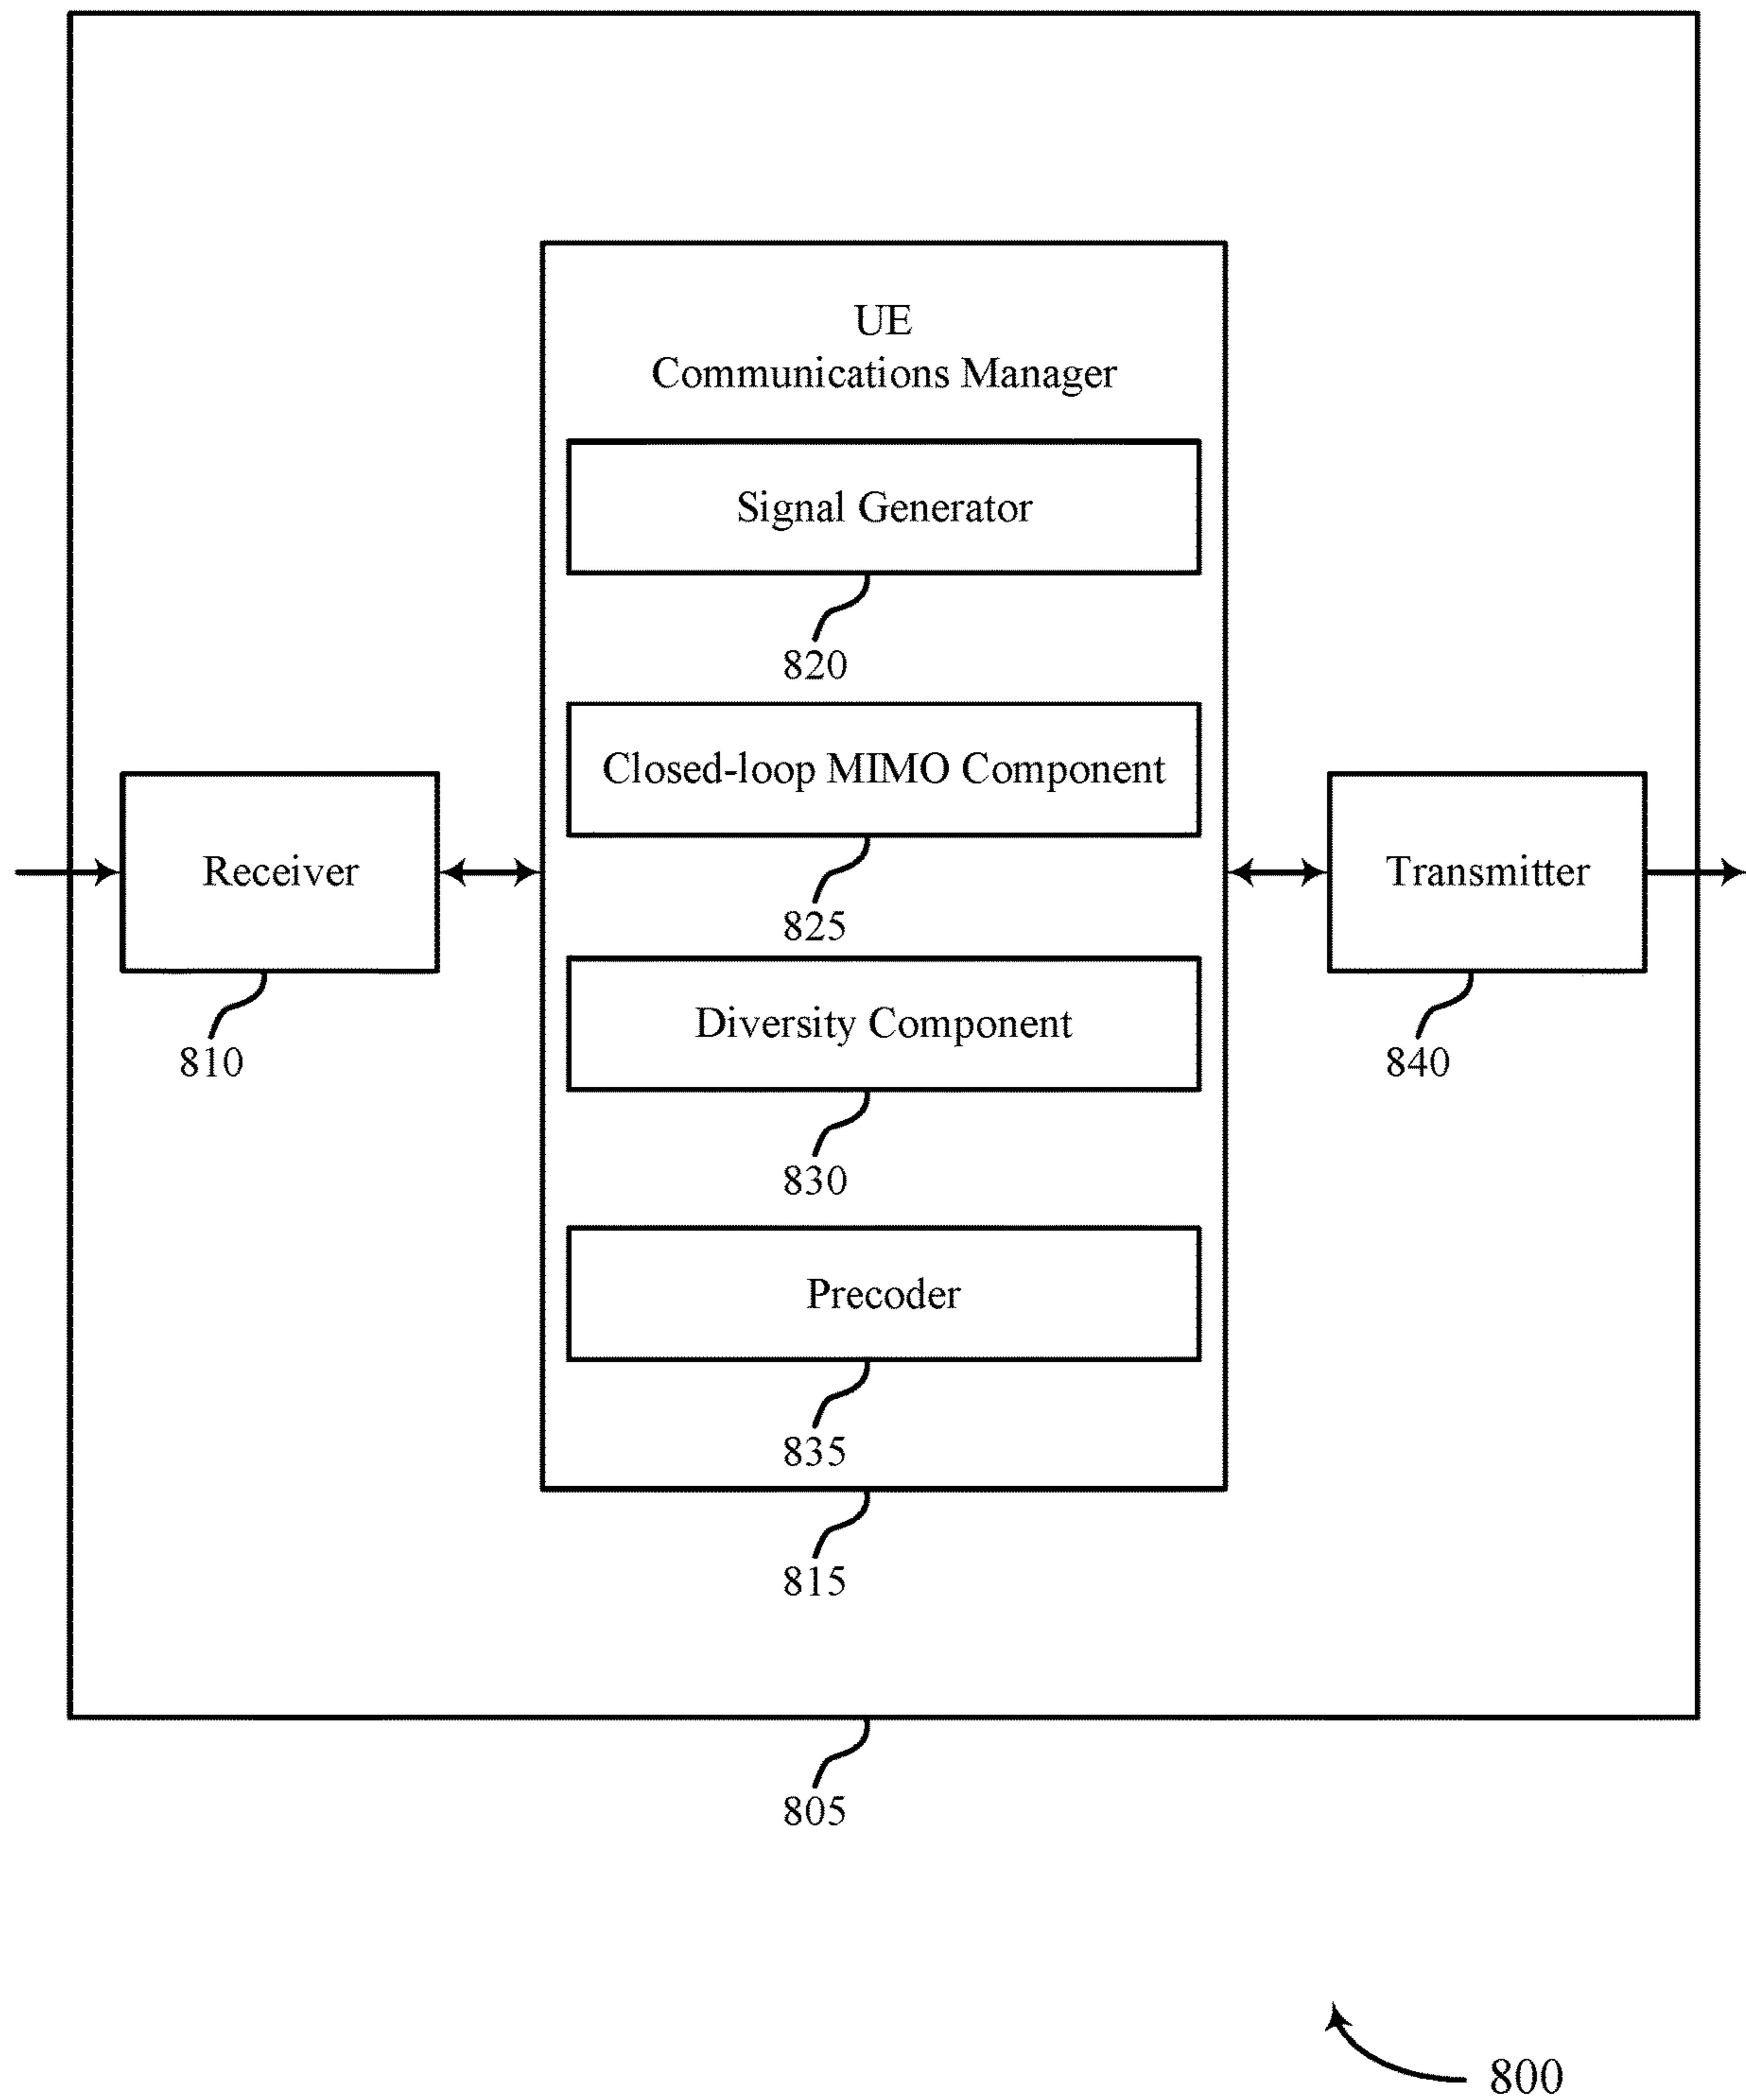 UE
Communications Manager
Signal Generator
820
Closed-loop MIMO Component
825
Receiver
810
Transmitter
840
Diversity Component
830
Precoder
835
815
805
800